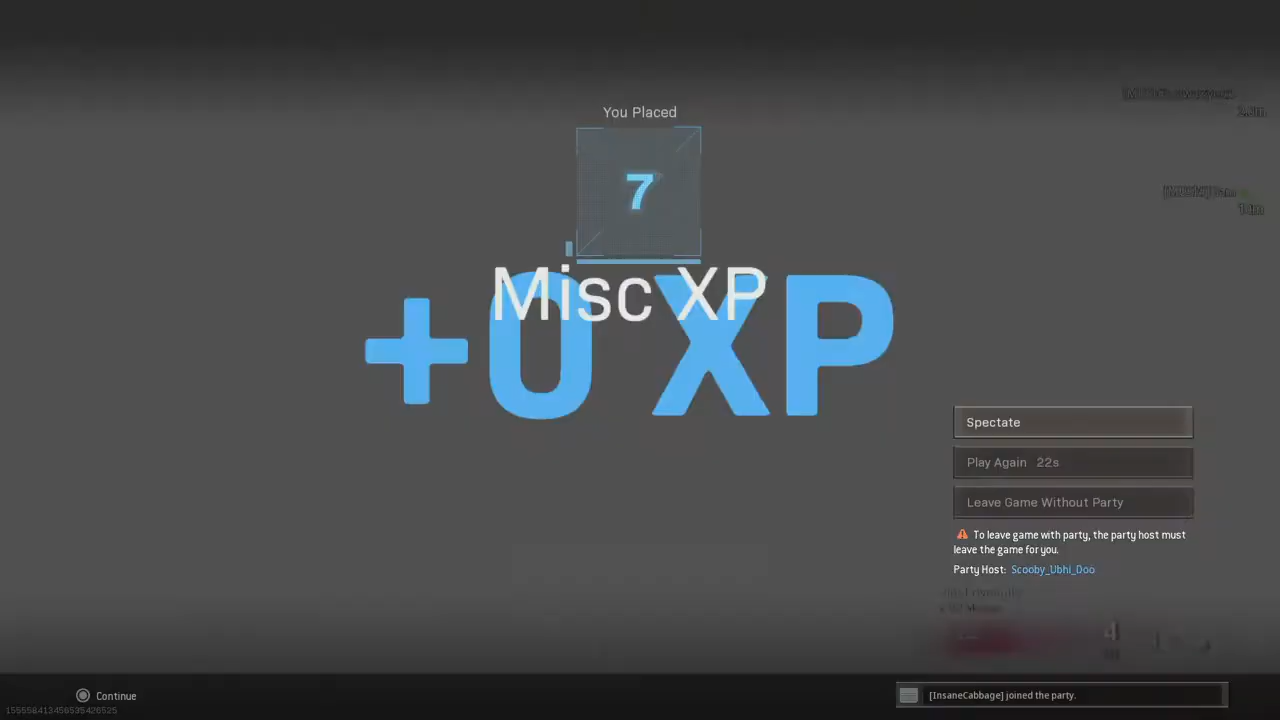 You Placed
7
Misc XP
+0 XP
Spectate
Play Again 22s
Leave Game Without Party
To leave game with party, the party host must
leave the game for you.
Party Host: Scooby_Ubhi_Doo
4
Continue
[InsaneCabbage] joined the party.